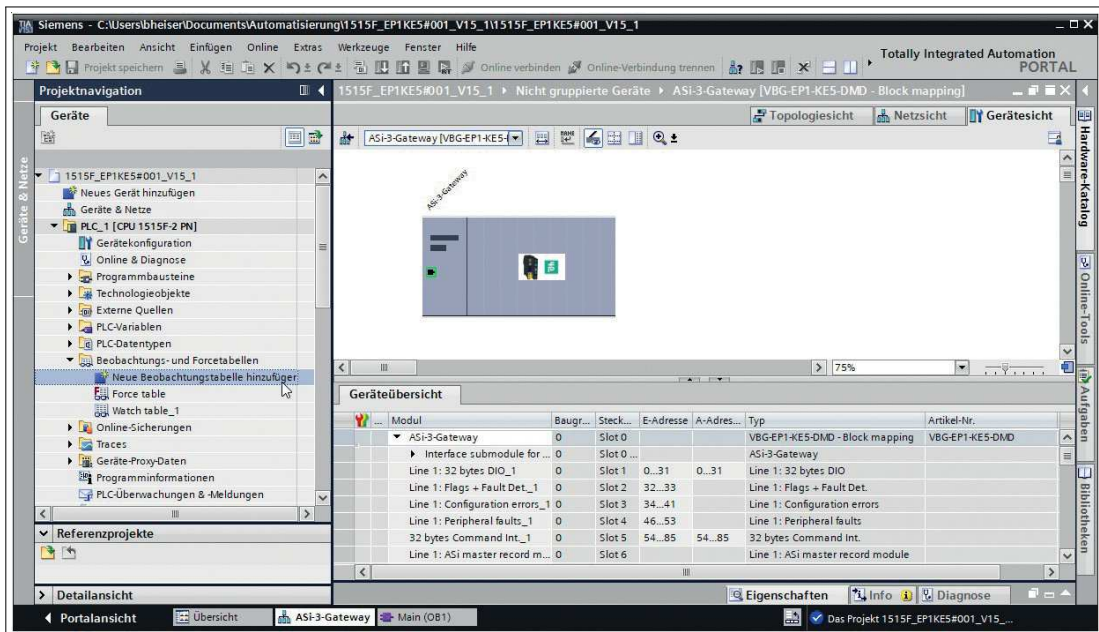 Siemens - C:\Users\bheiser\Documents\Automatisierung\1515F_EP1KE5#001_V15_1\1515F_EP1KE5#001_V15_1
Projekt Bearbeiten Ansicht Einfügen Online Extras Werkzeuge Fenster Hilfe
Totally Integrated Automation
PORTAL
Projekt speichern Online verbinden Online-Verbindung trennen
Projektnavigation
1515F_EP1KE5#001_V15_1 Nicht gruppierte Geräte ASi-3-Gateway [VBG-EP1-KE5-DMD - Block mapping]
Geräte
Topologiesicht Netzsicht Gerätesicht
ASi-3-Gateway [VBG-EP1-KE5-
Geräte & Netze
1515F_EP1KE5#001_V15_1
Neues Gerät hinzufügen
Geräte & Netze
PLC_1 [CPU 1515F-2 PN]
Gerätekonfiguration
Online & Diagnose
Programmbausteine
Technologieobjekte
Externe Quellen
PLC-Variablen
PLC-Datentypen
Beobachtungs- und Forcetabellen
Neue Beobachtungstabelle hinzufüger
Force table
Watch table_1
Online-Sicherungen
Traces
Geräte-Proxy-Daten
Programminformationen
PLC-Überwachungen & -Meldungen
Referenzprojekte
Detailansicht
ASi-3-Gateway
75%
Geräteübersicht
... Modul Baugr... Steck... E-Adresse A-Adres... Typ Artikel-Nr.
ASi-3-Gateway 0 Slot 0 VBG-EP1-KE5-DMD - Block mapping VBG-EP1-KE5-DMD
Interface submodule for ... 0 Slot 0 ... ASi-3-Gateway
Line 1: 32 bytes DIO_1 0 Slot 1 0...31 0...31 Line 1: 32 bytes DIO
Line 1: Flags + Fault Det._1 0 Slot 2 32...33 Line 1: Flags + Fault Det.
Line 1: Configuration errors_1 0 Slot 3 34...41 Line 1: Configuration errors
Line 1: Peripheral faults_1 0 Slot 4 46...53 Line 1: Peripheral faults
32 bytes Command Int._1 0 Slot 5 54...85 54...85 32 bytes Command Int.
Line 1: ASi master record m... 0 Slot 6 Line 1: ASi master record module
Hardware-Katalog
Online-Tools
Aufgaben
Bibliotheken
Eigenschaften Info Diagnose
Portalansicht Übersicht ASi-3-Gateway Main (OB1) Das Projekt 1515F_EP1KE5#001_V15_...